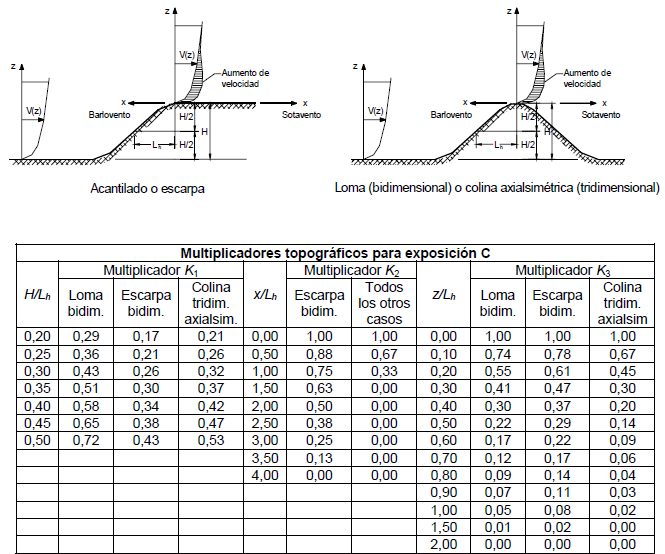 z
z
V(z)
Aumento de
velocidad
x
x
V(z)
Barlovento
H/2
H
Sotavento
Lh
H/2
Acantilado o escarpa
z
z
V(z)
Aumento de
velocidad
x
x
V(z)
Barlovento
H/2
H
Sotavento
Lh
H/2
Loma (bidimensional) o colina axialsimétrica (tridimensional)
Multiplicadores topográficos para exposición C
H/Lh Multiplicador K1 x/Lh Multiplicador K2 z/Lh Multiplicador K3
Loma bidim. Escarpa bidim. Colina tridim. axialsim. Escarpa bidim. Todos los otros casos Loma bidim. Escarpa bidim. Colina tridim. axialsim
0,20 0,29 0,17 0,21 0,00 1,00 1,00 0,00 1,00 1,00 1,00
0,25 0,36 0,21 0,26 0,50 0,88 0,67 0,10 0,74 0,78 0,67
0,30 0,43 0,26 0,32 1,00 0,75 0,33 0,20 0,55 0,61 0,45
0,35 0,51 0,30 0,37 1,50 0,63 0,00 0,30 0,41 0,47 0,30
0,40 0,58 0,34 0,42 2,00 0,50 0,00 0,40 0,30 0,37 0,20
0,45 0,65 0,38 0,47 2,50 0,38 0,00 0,50 0,22 0,29 0,14
0,50 0,72 0,43 0,53 3,00 0,25 0,00 0,60 0,17 0,22 0,09
3,50 0,13 0,00 0,70 0,12 0,17 0,06
4,00 0,00 0,00 0,80 0,09 0,14 0,04
0,90 0,07 0,11 0,03
1,00 0,05 0,08 0,02
1,50 0,01 0,02 0,00
2,00 0,00 0,00 0,00